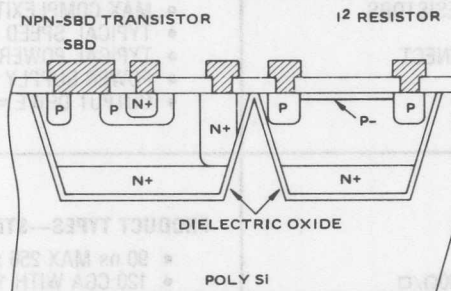 NPN-SBD TRANSISTOR
I² RESISTOR
SBD
P
P
N+
N+
P
P
P-
N+
N+
DIELECTRIC OXIDE
POLY Si